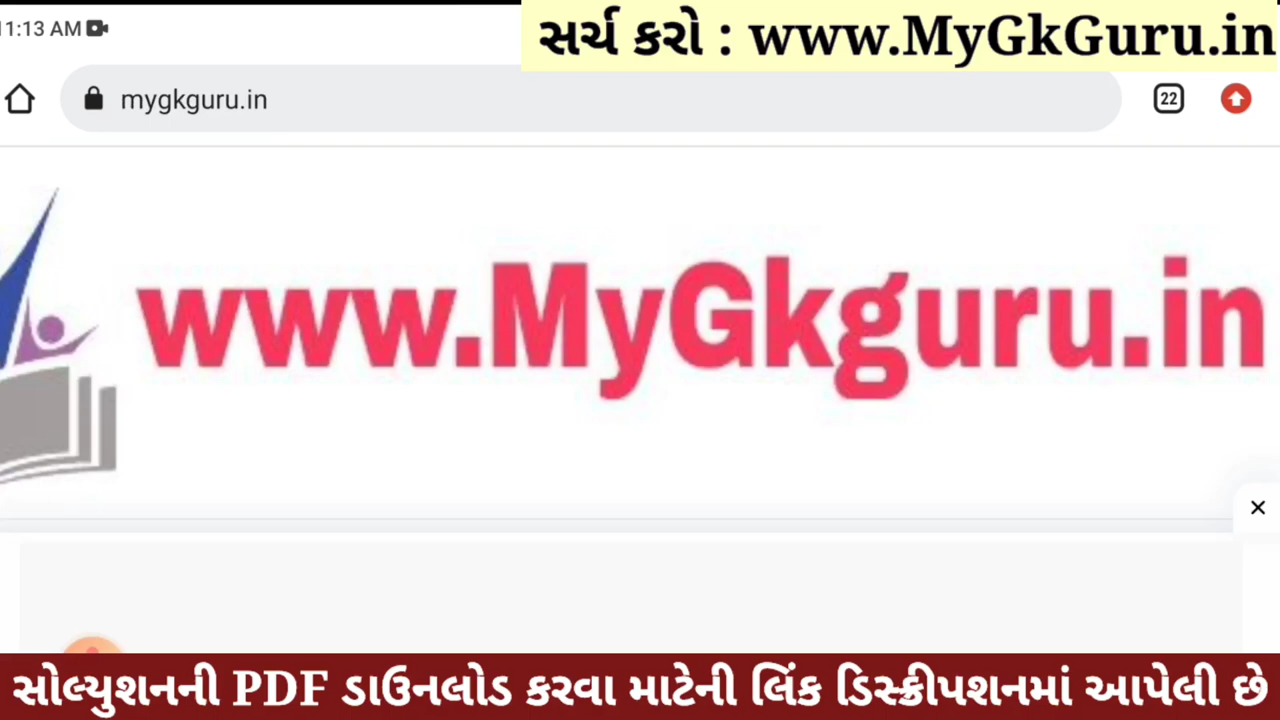 11:13 AM
સર્ચ કરો : www.MyGkGuru.in
mygkguru.in
22
www.MyGkguru.in
સોલ્યુશનની PDF ડાઉનલોડ કરવા માટેની લિંક ડિસ્ક્રીપશનમાં આપેલી છે